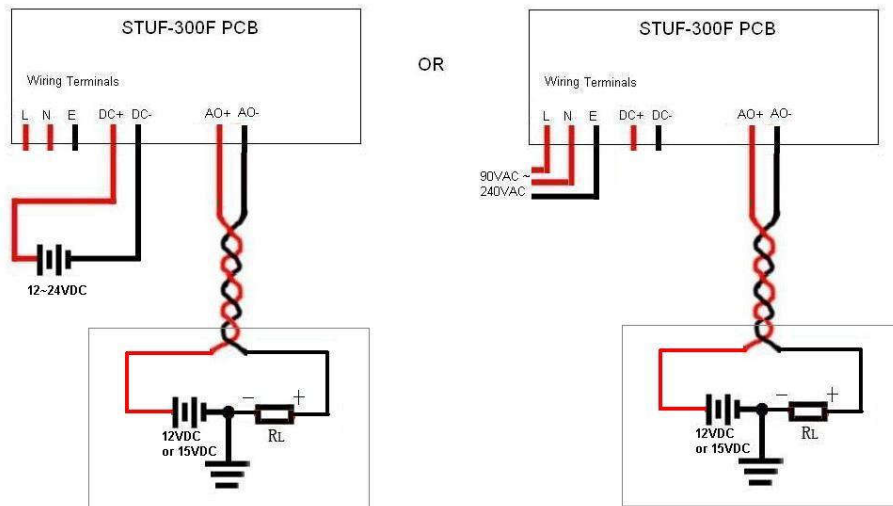 STUF-300F PCB
Wiring Terminals
L N E DC+ DC- AO+ AO-
12~24VDC
12VDC
or 15VDC
− +
RL
OR
STUF-300F PCB
Wiring Terminals
L N E DC+ DC- AO+ AO-
90VAC ~
240VAC
12VDC
or 15VDC
− +
RL